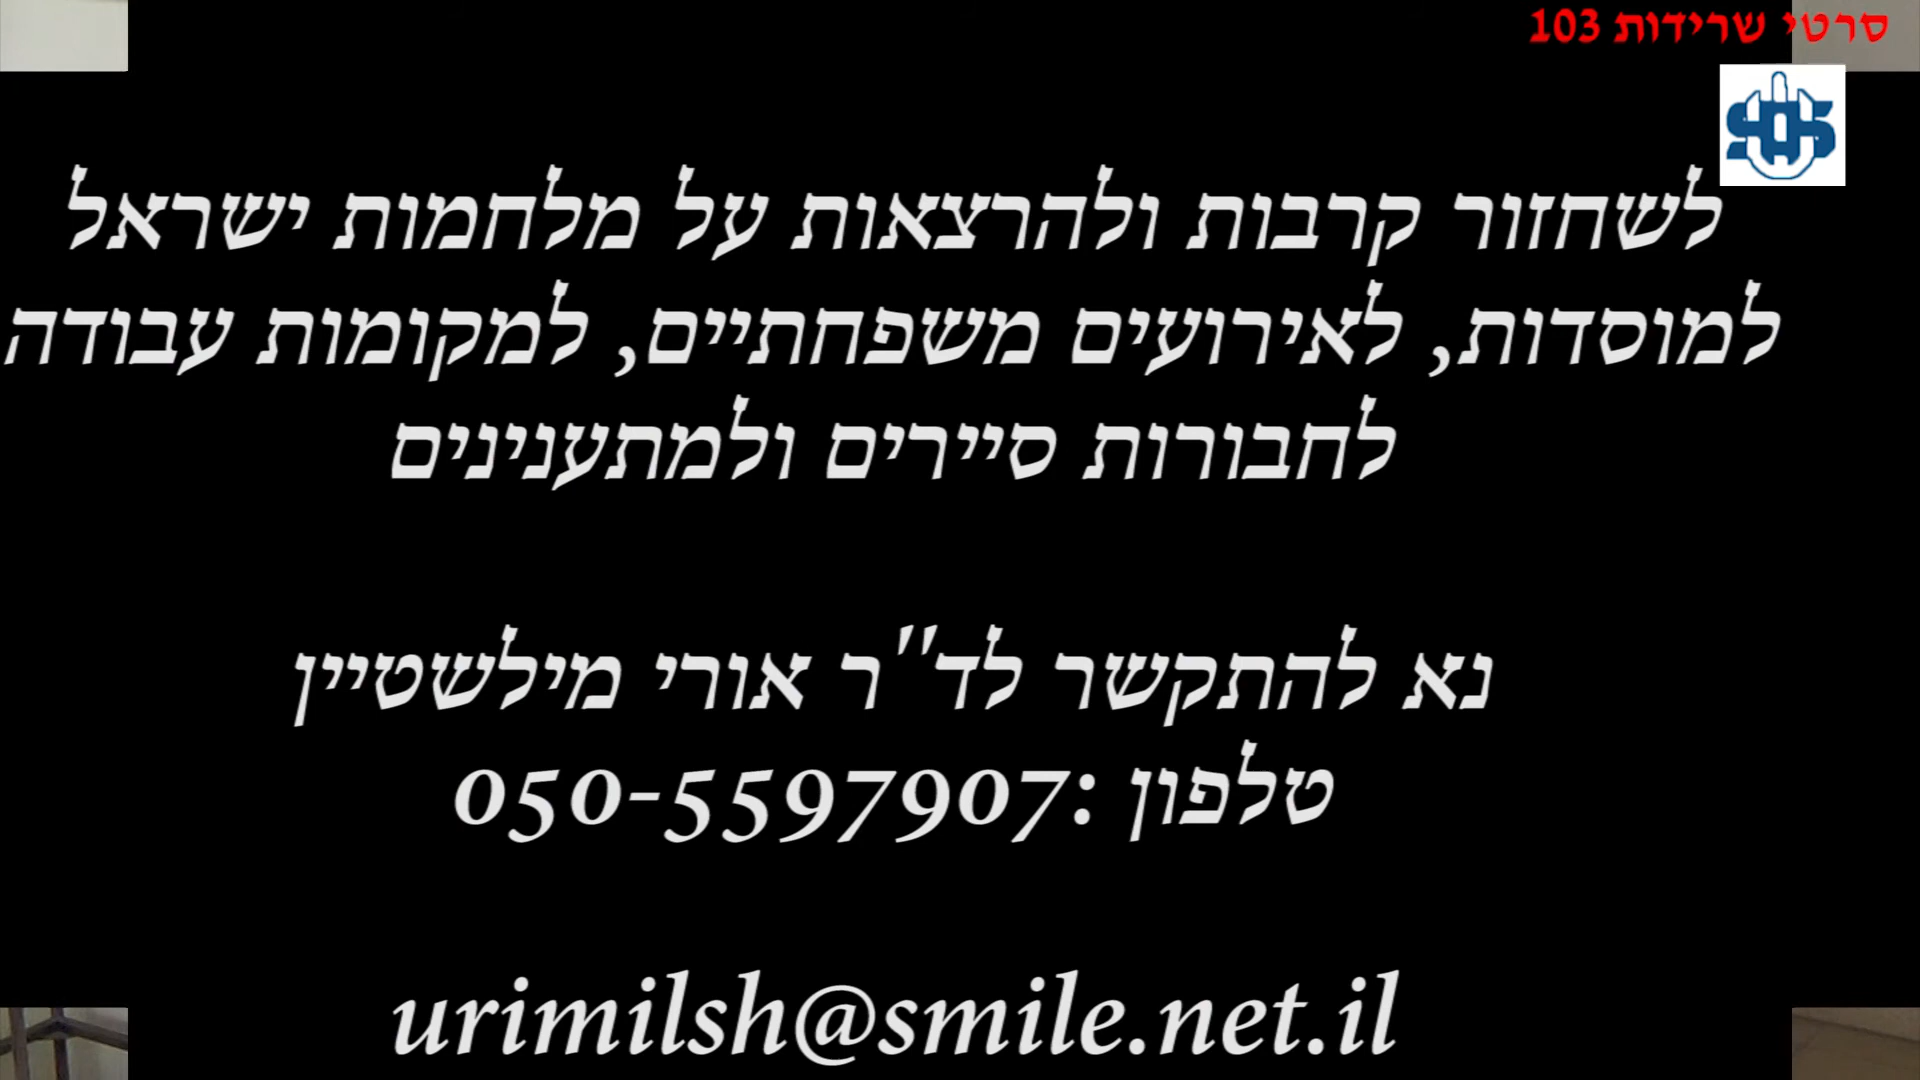 סרטי שרידות 103
SOS
לשחזור קרבות ולהרצאות על מלחמות ישראל
למוסדות, לאירועים משפחתיים, למקומות עבודה
לחבורות סיירים ולמתענינים
נא להתקשר לד"ר אורי מילשטיין
טלפון :050-5597907
urimilsh@smile.net.il